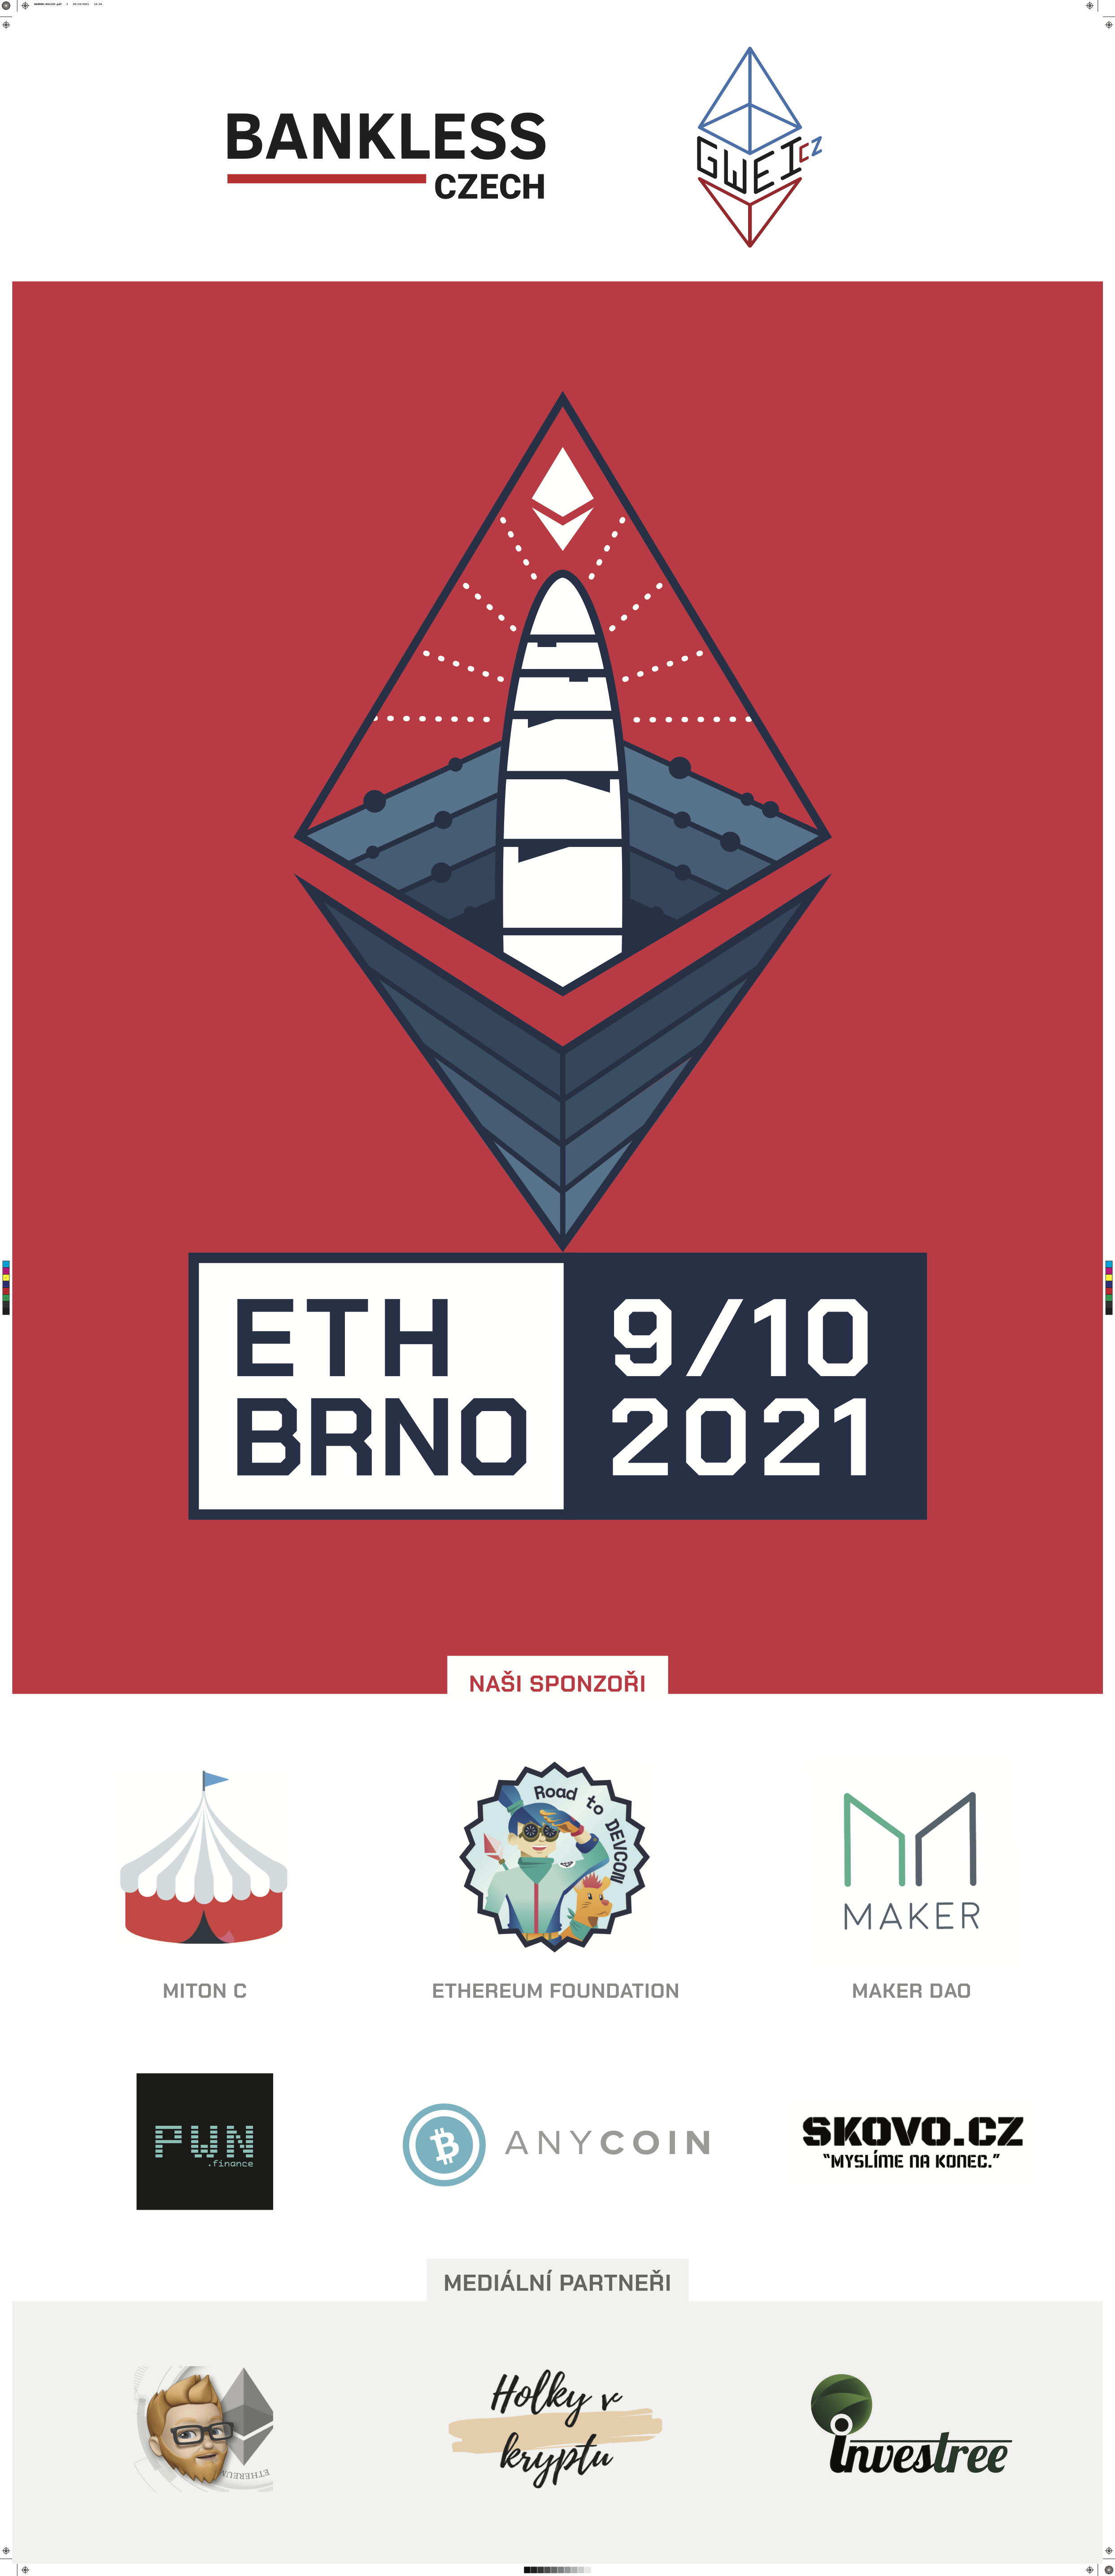 BANKLESS
CZECH
GWEI CZ
ETH
BRNO
9/10
2021
NAŠI SPONZOŘI
Road to DEVCON
MAKER
MITON C
ETHEREUM FOUNDATION
MAKER DAO
PWN
.finance
ANYCOIN
SKOVO.CZ
“MYSLÍME NA KONEC.”
MEDIÁLNÍ PARTNEŘI
ETHEREUM
Holky v
kryptu
investree